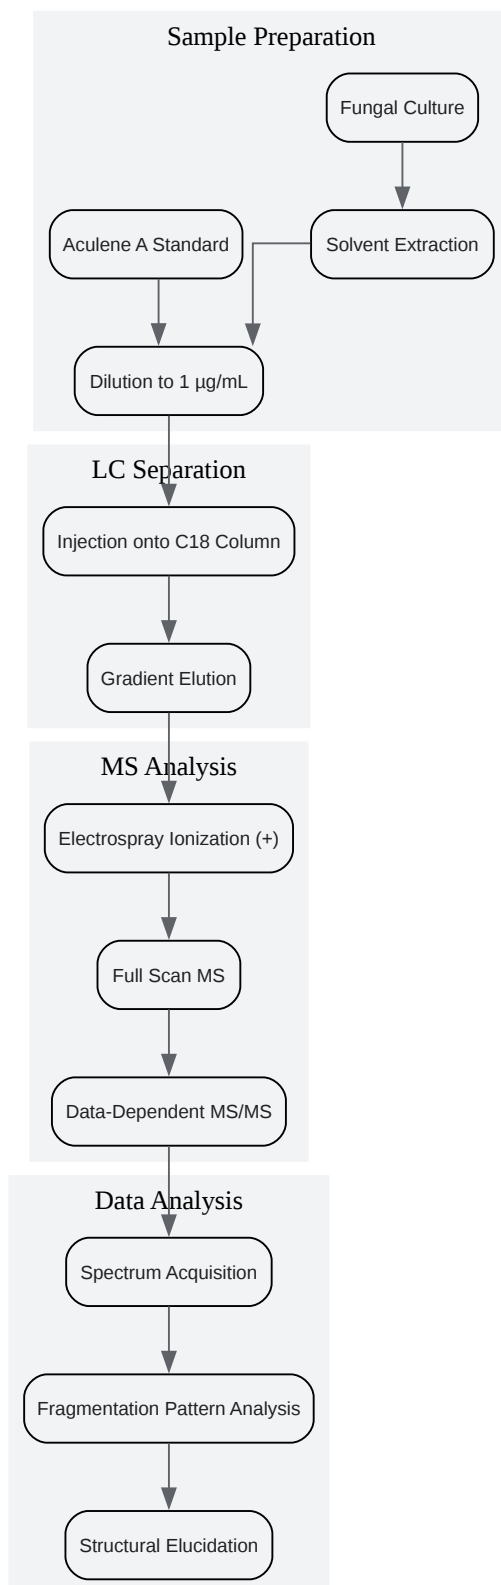 Sample Preparation
Fungal Culture
Aculene A Standard
Solvent Extraction
Dilution to 1 µg/mL
LC Separation
Injection onto C18 Column
Gradient Elution
MS Analysis
Electrospray Ionization (+)
Full Scan MS
Data-Dependent MS/MS
Data Analysis
Spectrum Acquisition
Fragmentation Pattern Analysis
Structural Elucidation